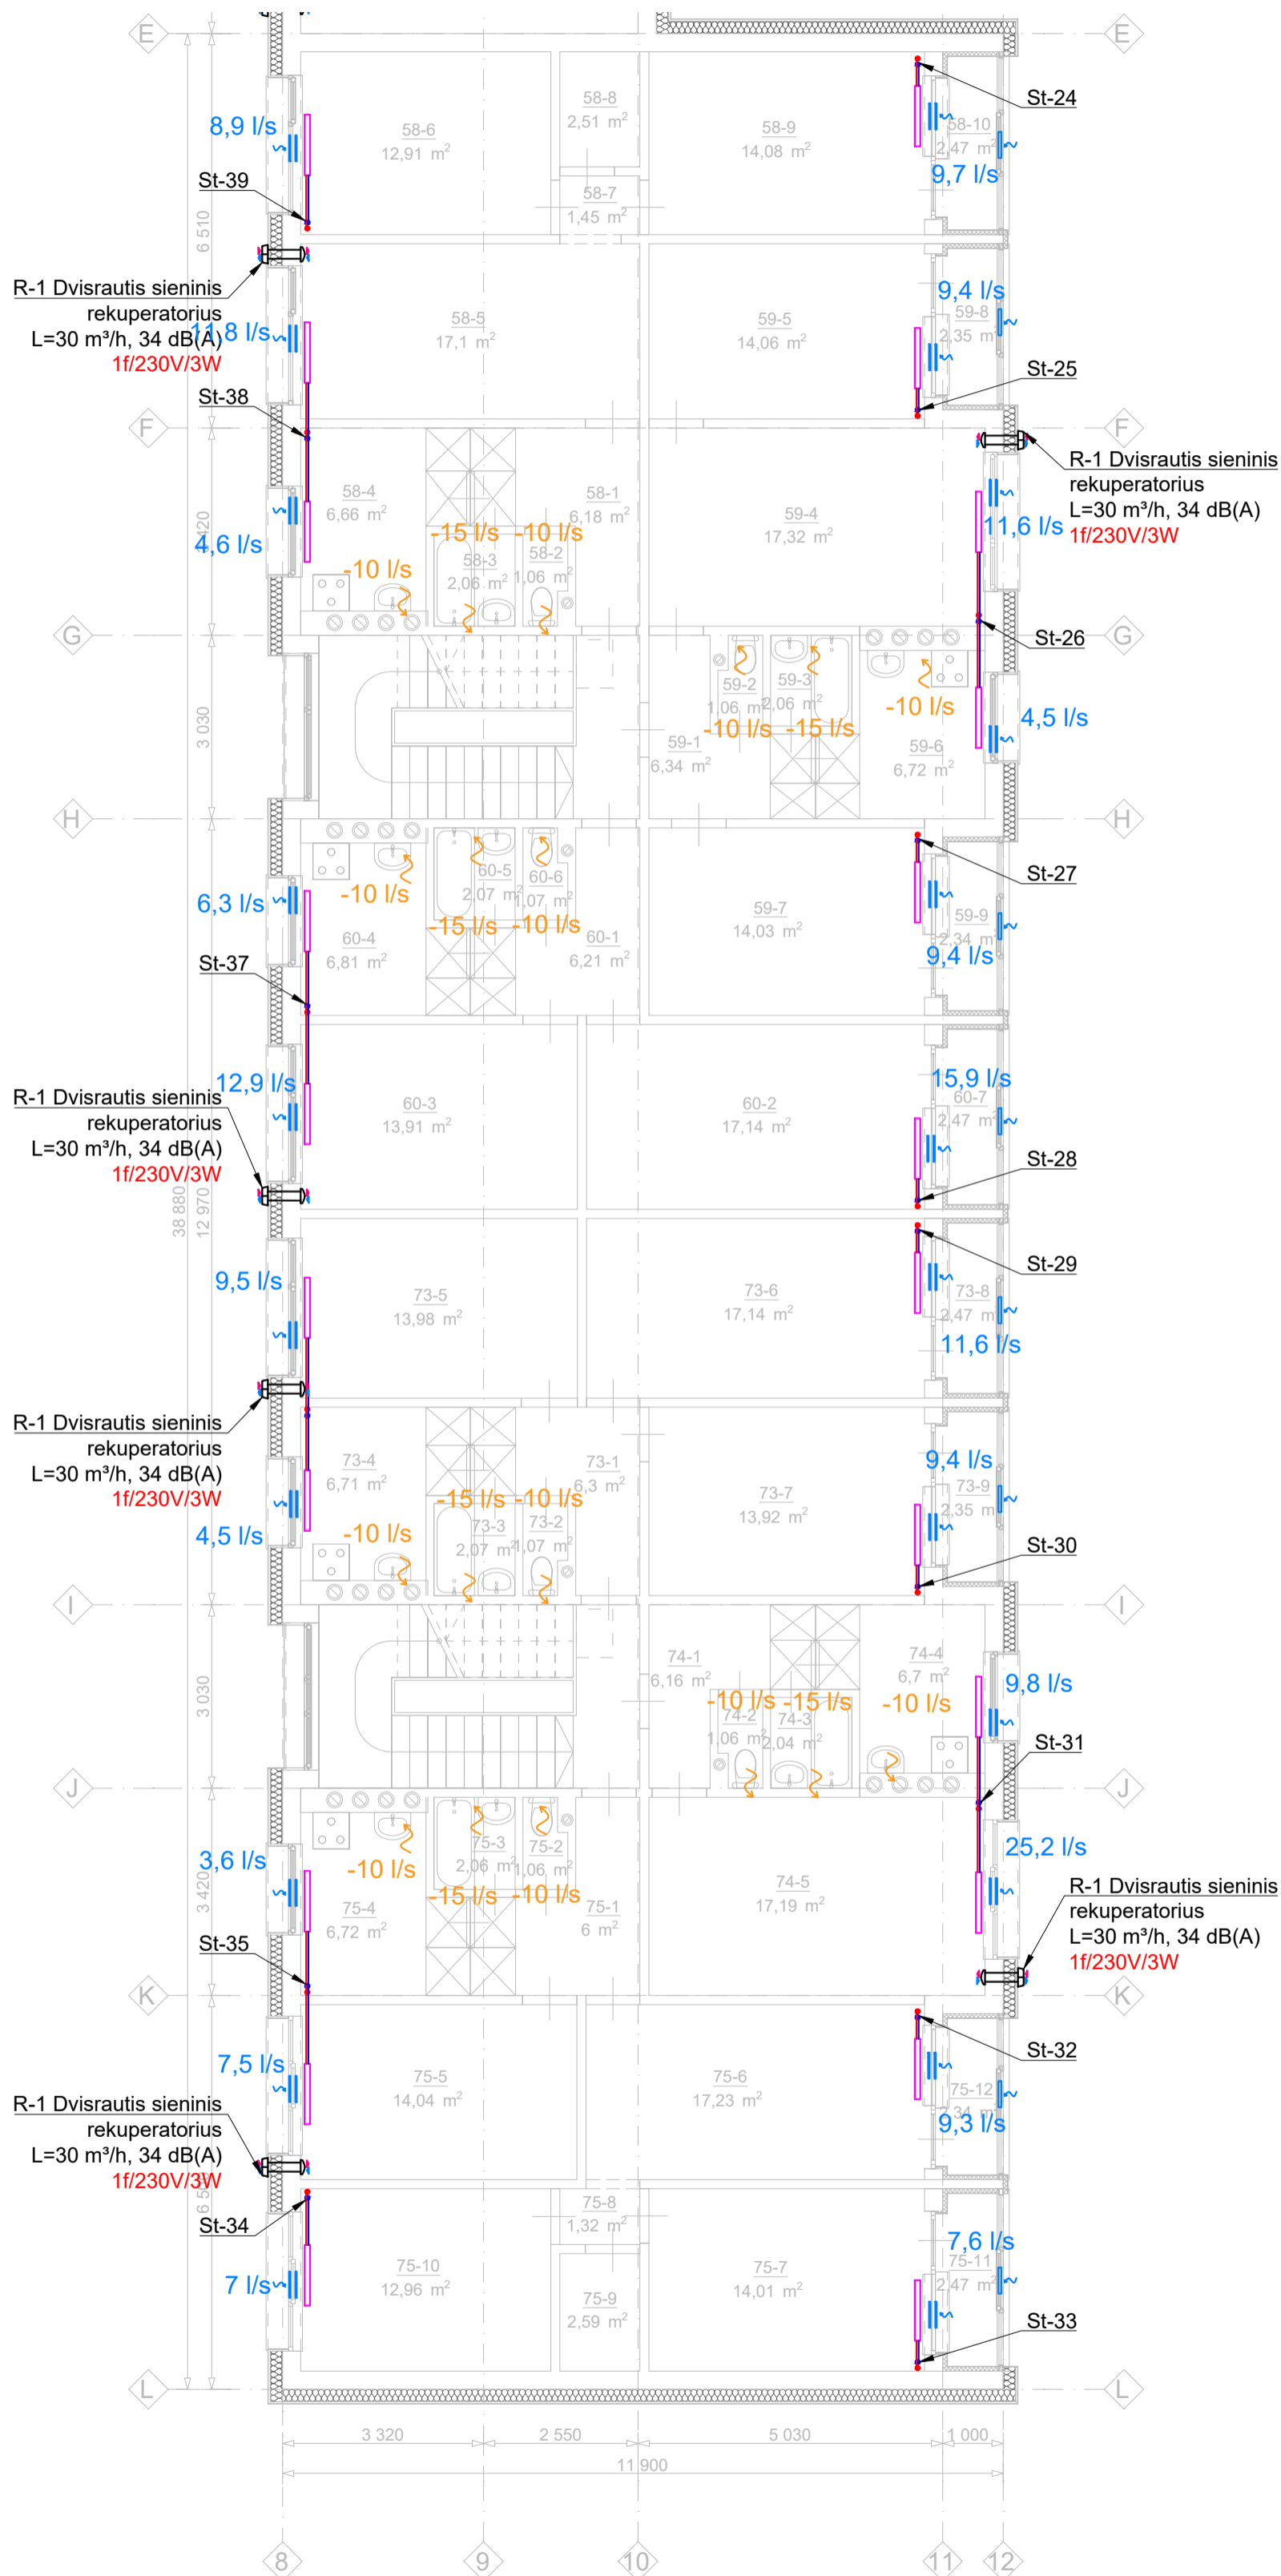 E
E
St-24
58-8
2,51 m²
58-6
12,91 m²
58-9
14,08 m²
58-10
2,47 m²
8,9 l/s
9,7 l/s
St-39
58-7
1,45 m²
6 510
R-1 Dvisrautis sieninis
rekuperatorius
L=30 m³/h, 34 dB(A)
1f/230V/3W
11,8 l/s
58-5
17,1 m²
59-5
14,06 m²
9,4 l/s
59-8
2,35 m²
St-25
St-38
F
F
R-1 Dvisrautis sieninis
rekuperatorius
L=30 m³/h, 34 dB(A)
1f/230V/3W
58-4
6,66 m²
58-1
6,18 m²
59-4
17,32 m²
11,6 l/s
4,6 l/s
-15 l/s
-10 l/s
58-3
2,06 m²
58-2
1,06 m²
-10 l/s
G
G
St-26
59-2
1,06 m²
59-3
2,06 m²
-10 l/s
-10 l/s
-15 l/s
4,5 l/s
3 030
59-1
6,34 m²
59-6
6,72 m²
H
H
St-27
6,3 l/s
-10 l/s
60-5
2,07 m²
60-6
1,07 m²
-15 l/s
-10 l/s
60-4
6,81 m²
60-1
6,21 m²
59-7
14,03 m²
59-9
2,34 m²
9,4 l/s
St-37
12,9 l/s
R-1 Dvisrautis sieninis
rekuperatorius
L=30 m³/h, 34 dB(A)
1f/230V/3W
60-3
13,91 m²
60-2
17,14 m²
15,9 l/s
60-7
2,47 m²
St-28
38 880
12 970
St-29
9,5 l/s
73-5
13,98 m²
73-6
17,14 m²
73-8
2,47 m²
11,6 l/s
R-1 Dvisrautis sieninis
rekuperatorius
L=30 m³/h, 34 dB(A)
1f/230V/3W
73-4
6,71 m²
73-1
6,3 m²
73-7
13,92 m²
9,4 l/s
73-9
2,35 m²
4,5 l/s
-10 l/s
-15 l/s
-10 l/s
73-3
2,07 m²
73-2
1,07 m²
St-30
I
I
74-1
6,16 m²
74-4
6,7 m²
3 030
-10 l/s
-15 l/s
-10 l/s
9,8 l/s
74-2
1,06 m²
74-3
2,04 m²
St-31
J
J
3,6 l/s
-10 l/s
75-3
2,06 m²
75-2
1,06 m²
-15 l/s
-10 l/s
3 420
75-4
6,72 m²
75-1
6 m²
74-5
17,19 m²
25,2 l/s
R-1 Dvisrautis sieninis
rekuperatorius
L=30 m³/h, 34 dB(A)
1f/230V/3W
St-35
K
K
St-32
7,5 l/s
75-5
14,04 m²
75-6
17,23 m²
75-12
2,34 m²
9,3 l/s
R-1 Dvisrautis sieninis
rekuperatorius
L=30 m³/h, 34 dB(A)
1f/230V/3W
St-34
75-8
1,32 m²
7 l/s
75-10
12,96 m²
75-9
2,59 m²
75-7
14,01 m²
7,6 l/s
75-11
2,47 m²
St-33
L
L
3 320
2 550
5 030
1 000
11 900
8
9
10
11
12